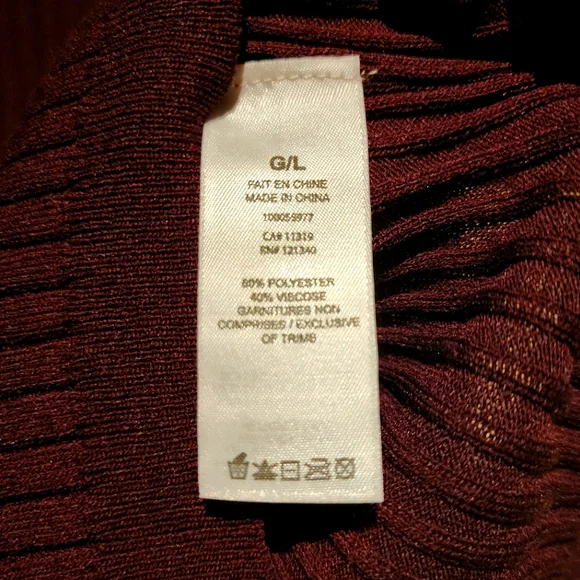 G/L
FAIT EN CHINE
MADE IN CHINA
100059977
CA# 11319
RN# 121340
60% POLYESTER
40% VISCOSE
GARNITURES NON
COMPRISES / EXCLUSIVE
OF TRIMS